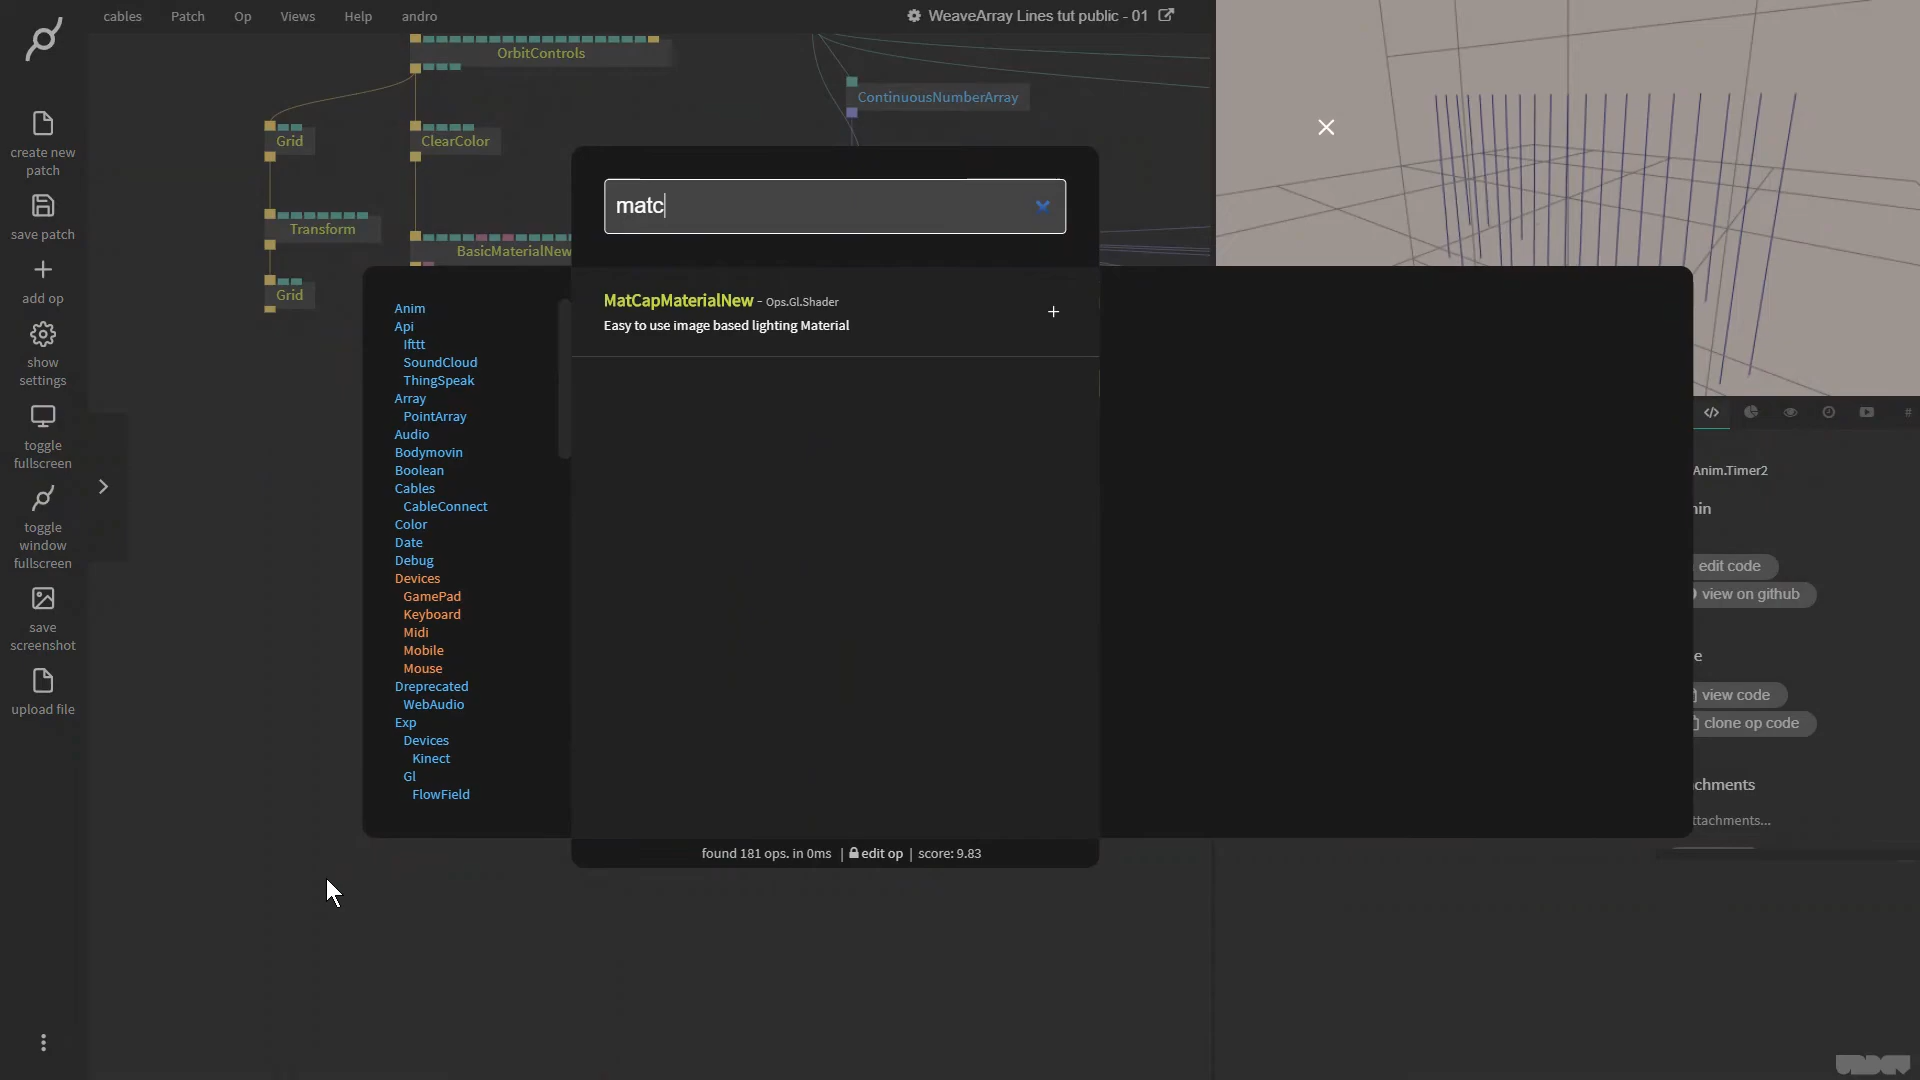 cables Patch Op Views Help andro
WeaveArray Lines tut public - 01
OrbitControls
ContinuousNumberArray
Grid
ClearColor
Transform
BasicMaterialNew
Grid
create new
patch
save patch
add op
show
settings
toggle
fullscreen
toggle
window
fullscreen
save
screenshot
upload file
matc
MatCapMaterialNew - Ops.Gl.Shader
Easy to use image based lighting Material
+
Anim
Api
Ifttt
SoundCloud
ThingSpeak
Array
PointArray
Audio
Bodymovin
Boolean
Cables
CableConnect
Color
Date
Debug
Devices
GamePad
Keyboard
Midi
Mobile
Mouse
Dreprecated
WebAudio
Exp
Devices
Kinect
Gl
FlowField
found 181 ops. in 0ms | edit op | score: 9.83
#
Anim.Timer2
nin
edit code
view on github
e
view code
clone op code
chments
ttachments...